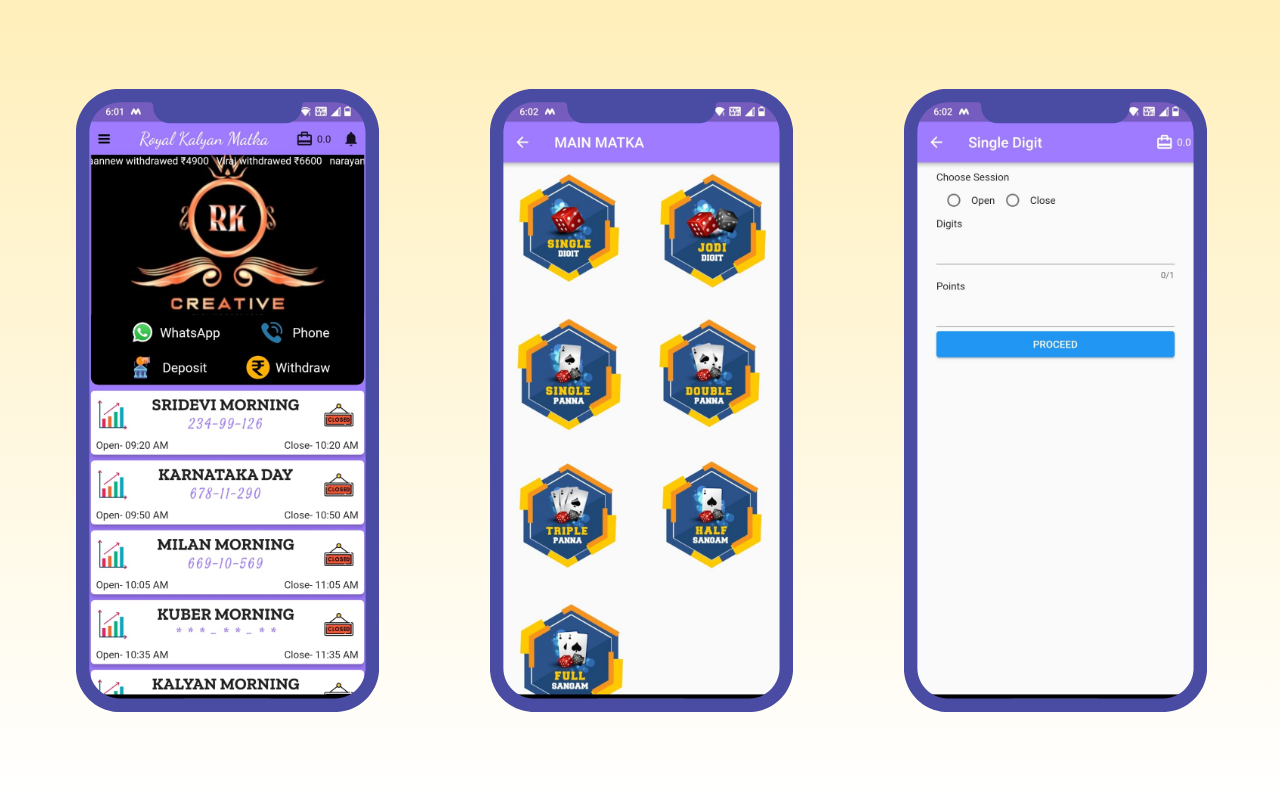 6:01
Royal Kalyan Matka 0.0
aannew withdrawed ₹4900 Viraj withdrawed ₹6600 narayan
RK
CREATIVE
WhatsApp Phone
Deposit Withdraw
SRIDEVI MORNING
234-99-126
CLOSED
Open- 09:20 AM Close- 10:20 AM
KARNATAKA DAY
678-11-290
CLOSED
Open- 09:50 AM Close- 10:50 AM
MILAN MORNING
669-10-569
CLOSED
Open- 10:05 AM Close- 11:05 AM
KUBER MORNING
***-**-**
CLOSED
Open- 10:35 AM Close- 11:35 AM
KALYAN MORNING
6:02
MAIN MATKA
SINGLE
DIGIT
JODI
DIGIT
SINGLE
PANNA
DOUBLE
PANNA
TRIPLE
PANNA
HALF
SANGAM
FULL
SANGAM
6:02
Single Digit 0.0
Choose Session
Open Close
Digits
0/1
Points
PROCEED